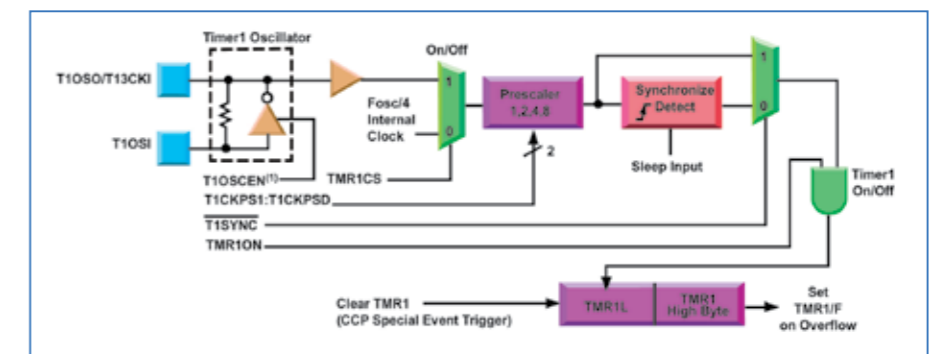 Timer1 Oscillator
On/Off
T1OSO/T13CKI
1
Fosc/4
Internal
Clock
0
Prescaler
1,2,4,8
Synchronize
Detect
1
0
T1OSI
2
Sleep Input
T1OSCEN(1)
TMR1CS
T1CKPS1:T1CKPSD
T1SYNC
TMR1ON
Timer1
On/Off
Clear TMR1
(CCP Special Event Trigger)
TMR1L
TMR1
High Byte
Set
TMR1/F
on Overflow